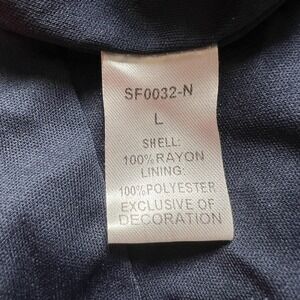 SF0032-N
L
SHELL:
100%RAYON
LINING:
100%POLYESTER
EXCLUSIVE OF
DECORATION